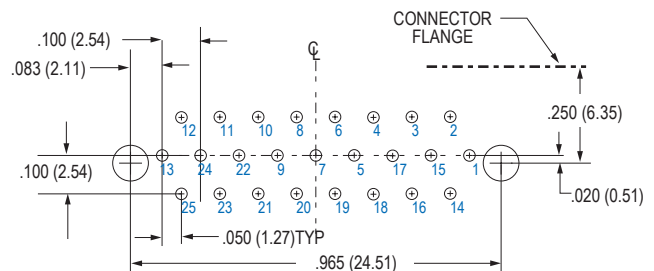 CONNECTOR
FLANGE
.100 (2.54)
.083 (2.11)
℄
.250 (6.35)
12 11 10 8 6 4 3 2
13 24 22 9 7 5 17 15 1
.100 (2.54)
.020 (0.51)
25 23 21 20 19 18 16 14
.050 (1.27)TYP
.965 (24.51)